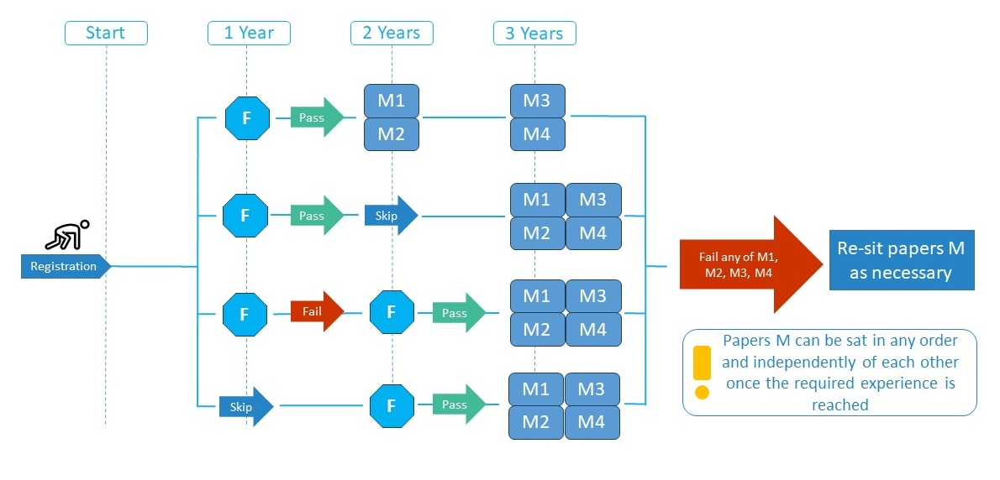 Start
1 Year
2 Years
3 Years
F
Pass
M1
M2
M3
M4
F
Pass
Skip
M1 M3
M2 M4
Registration
Fail any of M1,
M2, M3, M4
Re-sit papers M
as necessary
F
Fail
F
Pass
M1 M3
M2 M4
Skip
F
Pass
M1 M3
M2 M4
Papers M can be sat in any order
and independently of each other
once the required experience is
reached